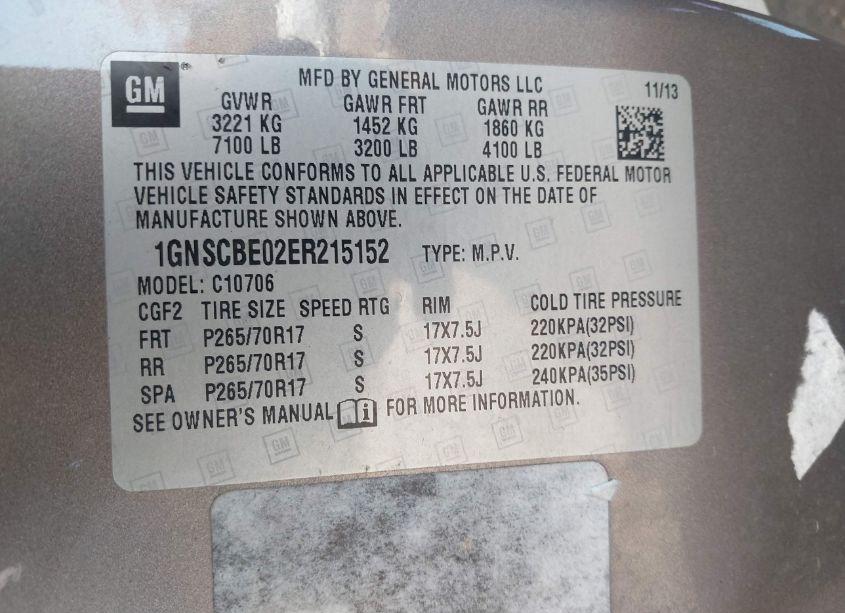 GM
MFD BY GENERAL MOTORS LLC 11/13
GVWR GAWR FRT GAWR RR
3221 KG 1452 KG 1860 KG
7100 LB 3200 LB 4100 LB
THIS VEHICLE CONFORMS TO ALL APPLICABLE U.S. FEDERAL MOTOR
VEHICLE SAFETY STANDARDS IN EFFECT ON THE DATE OF
MANUFACTURE SHOWN ABOVE.
1GNSCBE02ER215152 TYPE: M.P.V.
MODEL: C10706
CGF2 TIRE SIZE SPEED RTG RIM COLD TIRE PRESSURE
FRT P265/70R17 S 17X7.5J 220KPA(32PSI)
RR P265/70R17 S 17X7.5J 220KPA(32PSI)
SPA P265/70R17 S 17X7.5J 240KPA(35PSI)
SEE OWNER'S MANUAL i FOR MORE INFORMATION.